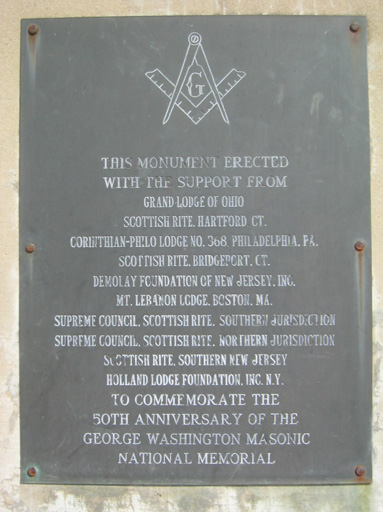 G
THIS MONUMENT ERECTED
WITH THE SUPPORT FROM
GRAND LODGE OF OHIO
SCOTTISH RITE, HARTFORD CT.
CORINTHIAN-PHILO LODGE NO. 368 PHILADELPHIA, PA.
SCOTTISH RITE, BRIDGEPORT, CT.
DEMOLAY FOUNDATION OF NEW JERSEY, INC.
MT. LEBANON LODGE, BOSTON, MA.
SUPREME COUNCIL, SCOTTISH RITE, SOUTHERN JURISDICTION
SUPREME COUNCIL, SCOTTISH RITE, NORTHERN JURISDICTION
SCOTTISH RITE, SOUTHERN NEW JERSEY
HOLLAND LODGE FOUNDATION, INC. N.Y.
TO COMMEMORATE THE
50TH ANNIVERSARY OF THE
GEORGE WASHINGTON MASONIC
NATIONAL MEMORIAL